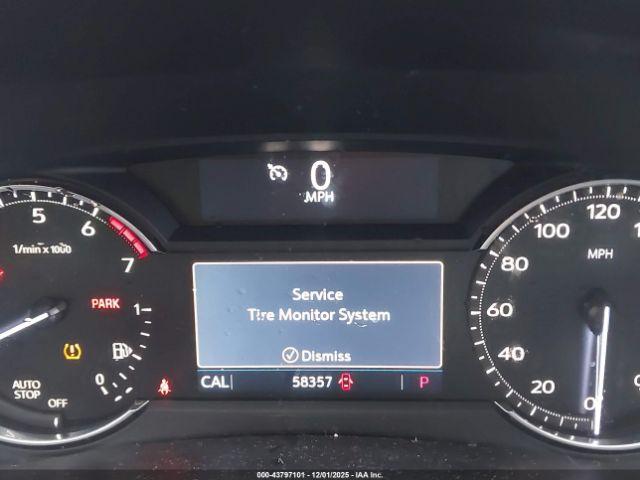 0
MPH
5
6
7
1/min x 1000
PARK
1
0
AUTO
STOP
OFF
Service
Tire Monitor System
Dismiss
CAL
58357
P
120
100
80
60
40
20
0
MPH
000-43797101 - 12/01/2025 - IAA Inc.